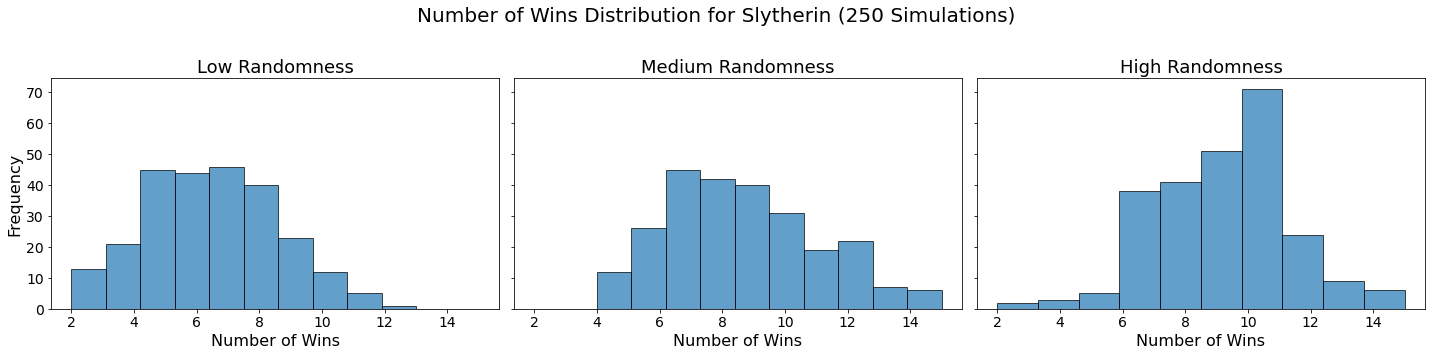 Number of Wins Distribution for Slytherin (250 Simulations)
Low Randomness
Medium Randomness
High Randomness
Frequency
70
60
50
40
30
20
10
0
2 4 6 8 10 12 14
2 4 6 8 10 12 14
2 4 6 8 10 12 14
Number of Wins
Number of Wins
Number of Wins